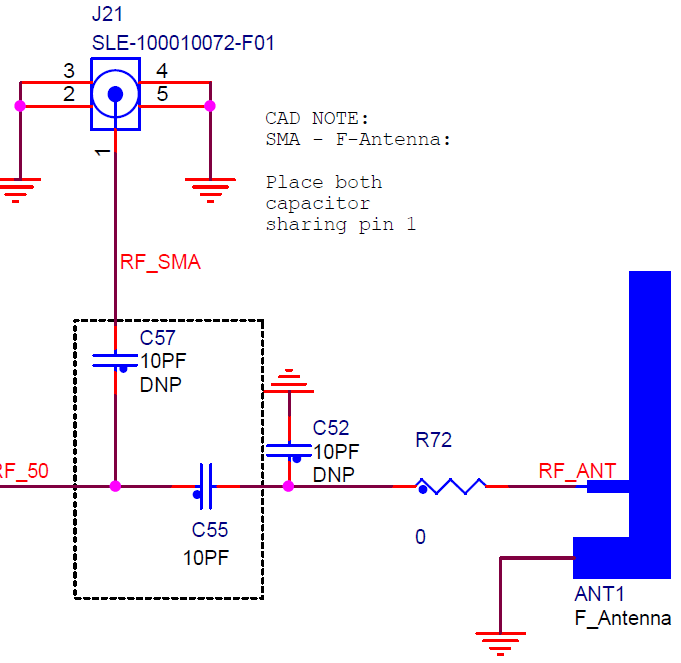 J21
SLE-100010072-F01
3
4
2
5
1
CAD NOTE:
SMA - F-Antenna:
Place both
capacitor
sharing pin 1
RF_SMA
C57
10PF
DNP
C52
10PF
DNP
R72
0
RF_50
RF_ANT
C55
10PF
ANT1
F_Antenna